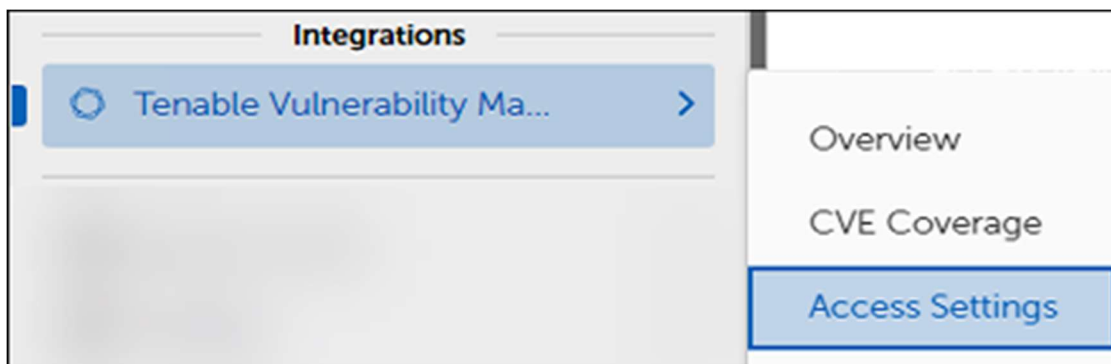 Integrations
Tenable Vulnerability Ma...
Overview
CVE Coverage
Access Settings